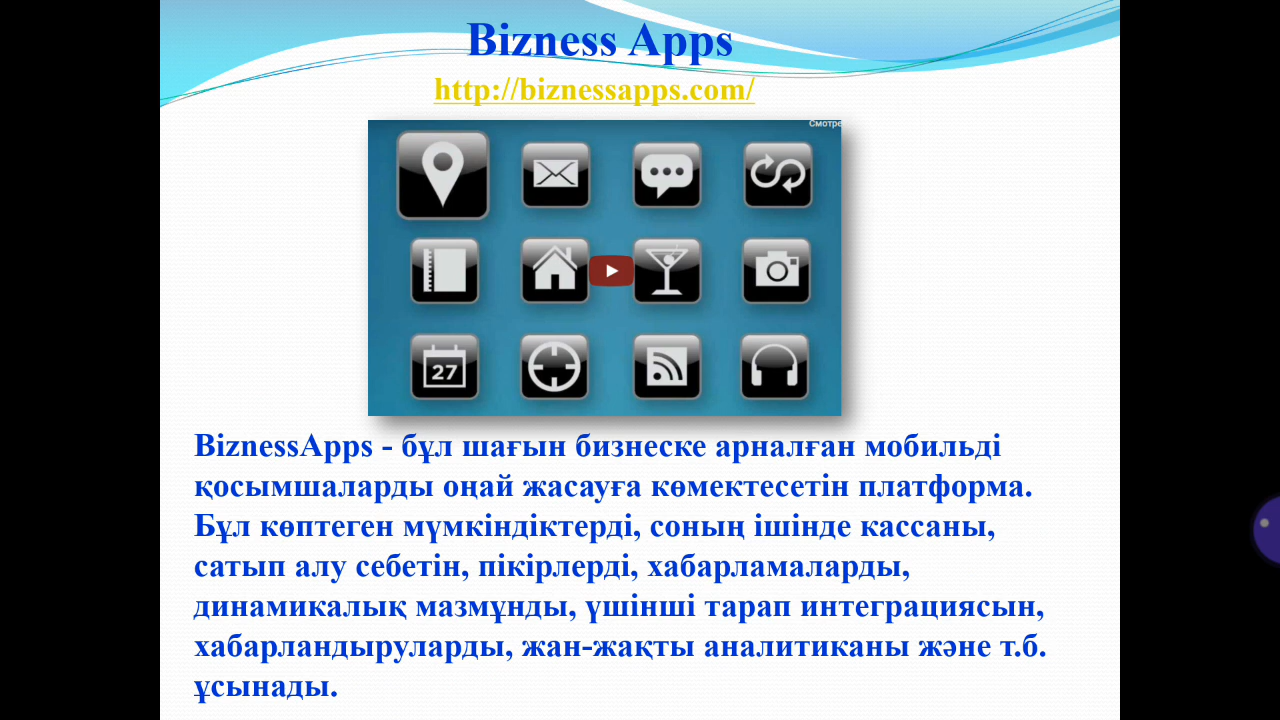 Bizness Apps
http://biznessapps.com/
Смотре
27
BiznessApps - бұл шағын бизнеске арналған мобильді
қосымшаларды оңай жасауға көмектесетін платформа.
Бұл көптеген мүмкіндіктерді, соның ішінде кассаны,
сатып алу себетін, пікірлерді, хабарламаларды,
динамикалық мазмұнды, үшінші тарап интеграциясын,
хабарландыруларды, жан-жақты аналитиканы және т.б.
ұсынады.